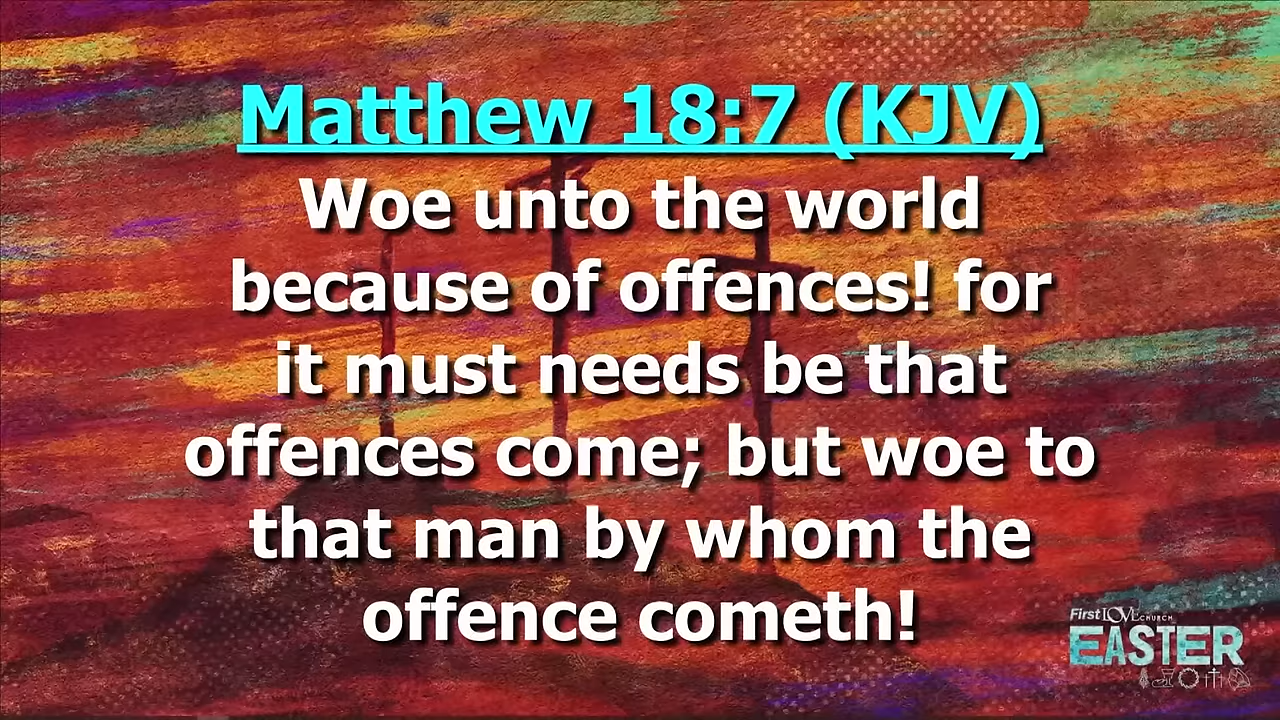 Matthew 18:7 (KJV)
Woe unto the world
because of offences! for
it must needs be that
offences come; but woe to
that man by whom the
offence cometh!
First LOVE CHURCH
EASTER